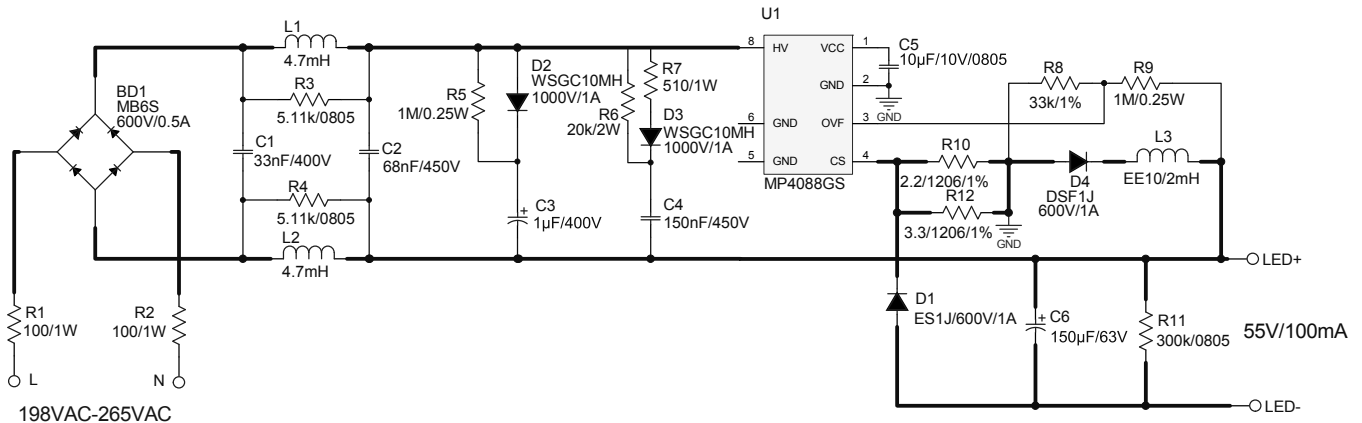 U1
L1
4.7mH
BD1
MB6S
600V/0.5A
R3
5.11k/0805
C1
33nF/400V
C2
68nF/450V
R4
5.11k/0805
L2
4.7mH
R1
100/1W
R2
100/1W
L
N
198VAC-265VAC
R5
1M/0.25W
D2
WSGC10MH
1000V/1A
C3
+
1µF/400V
R6
20k/2W
R7
510/1W
D3
WSGC10MH
1000V/1A
C4
150nF/450V
8
HV
VCC
1
GND
2
6
GND
OVF
3
5
GND
CS
4
MP4088GS
C5
10µF/10V/0805
GND
R8
33k/1%
R9
1M/0.25W
R10
2.2/1206/1%
R12
3.3/1206/1%
GND
D4
DSF1J
600V/1A
L3
EE10/2mH
LED+
D1
ES1J/600V/1A
+
C6
150µF/63V
R11
300k/0805
55V/100mA
LED-